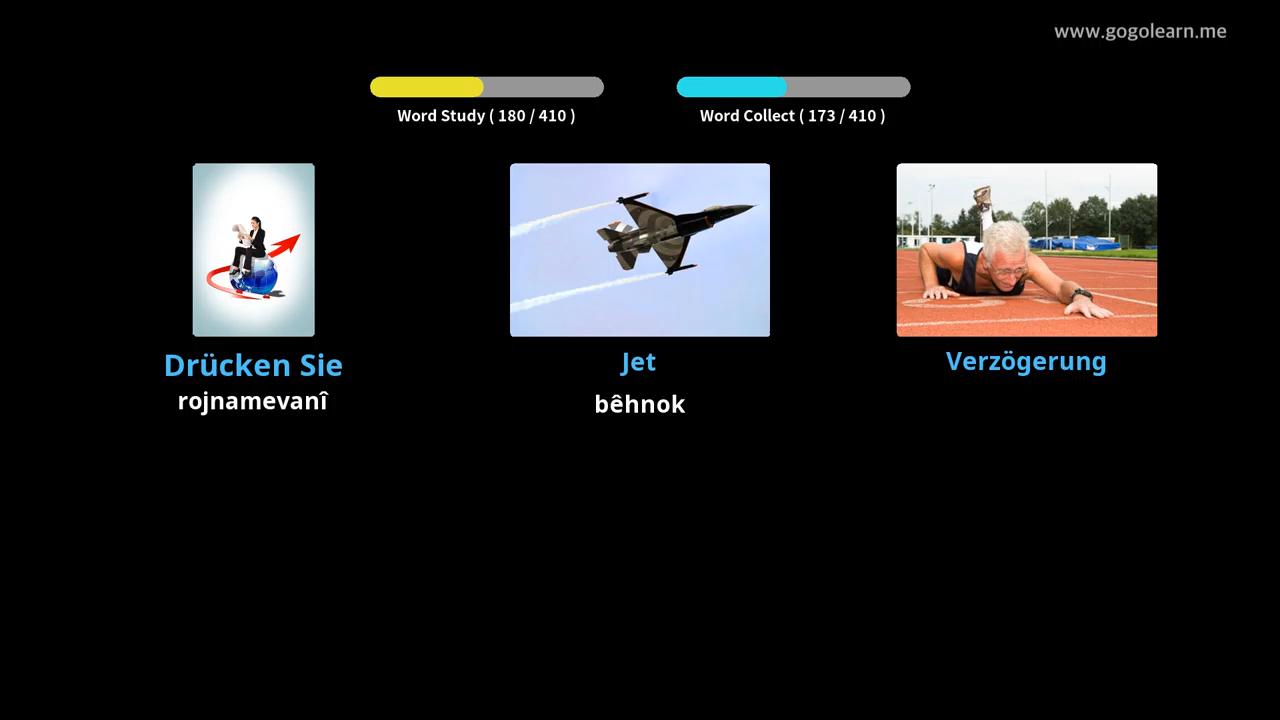 www.gogolearn.me
Word Study ( 180 / 410 )
Word Collect ( 173 / 410 )
Drücken Sie
rojnamevanî
Jet
bêhnok
Verzögerung